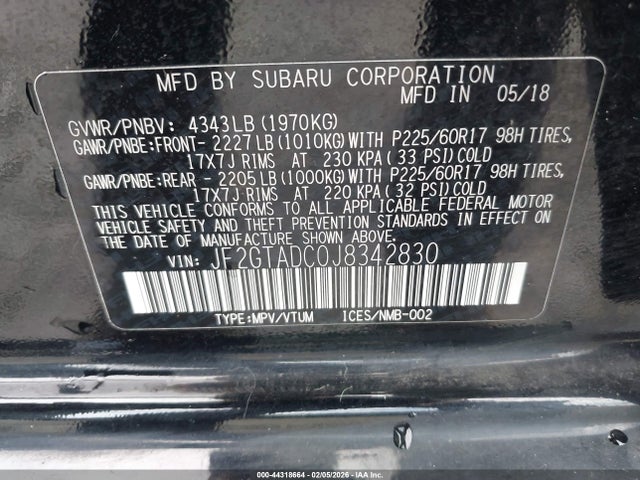 MFD BY SUBARU CORPORATION
MFD IN 05/18
GVWR/PNBV: 4343LB (1970KG)
GAWR/PNBE:FRONT- 2227LB (1010KG) WITH P225/60R17 98H TIRES,
17X7J RIMS AT 230 KPA (33 PSI) COLD
GAWR/PNBE:REAR - 2205LB (1000KG) WITH P225/60R17 98H TIRES,
17X7J RIMS AT 220 KPA (32 PSI) COLD
THIS VEHICLE CONFORMS TO ALL APPLICABLE FEDERAL MOTOR
VEHICLE SAFETY AND THEFT PREVENTION STANDARDS IN EFFECT
ON THE DATE OF MANUFACTURE SHOWN ABOVE.
VIN: JF2GTADC0J8342830
TYPE:MPV/VTUM ICES/NMB-002
000-44318664 - 02/05/2026 - IAA Inc.